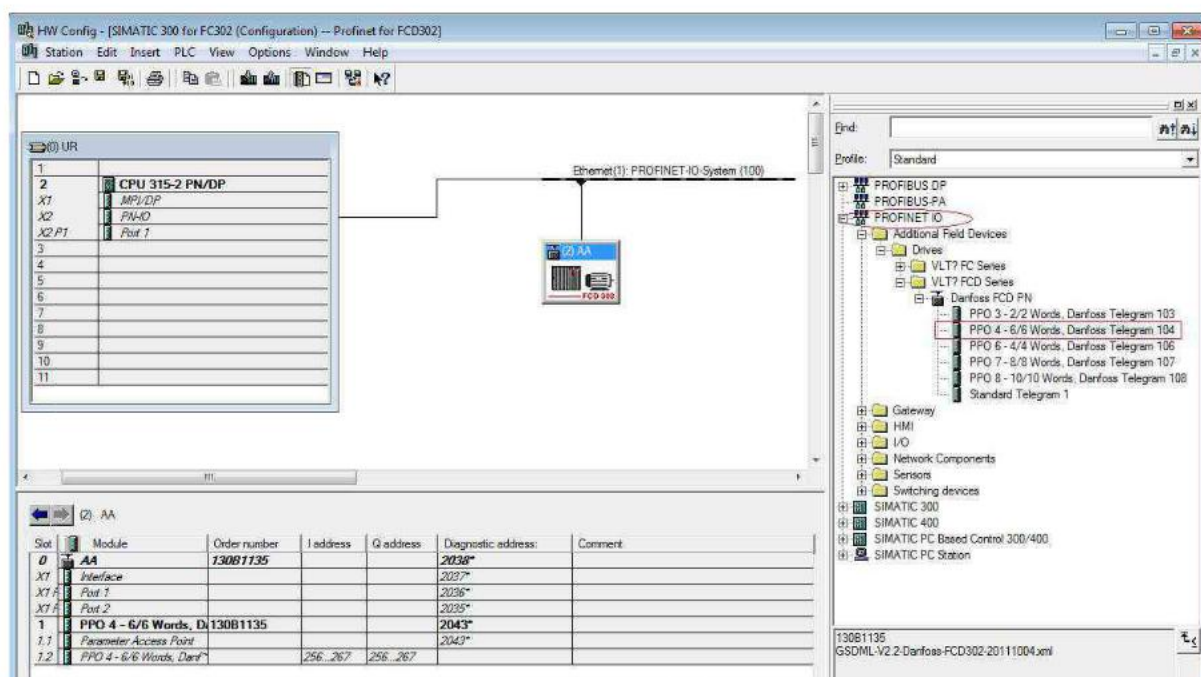 HW Config - [SIMATIC 300 for FC302 (Configuration) -- Profinet for FCD302]
Station Edit Insert PLC View Options Window Help
(0) UR
1
2 CPU 315-2 PN/DP
X1 MPI/DP
X2 PN-IO
X2 P1 Port 1
3
4
5
6
7
8
9
10
11
Ethernet(1): PROFINET-IO-System (100)
(2) AA
FCD 302
Find:
Profile: Standard
PROFIBUS DP
PROFIBUS-PA
PROFINET IO
Additional Field Devices
Drives
VLT? FC Series
VLT? FCD Series
Danfoss FCD PN
PPO 3 - 2/2 Words, Danfoss Telegram 103
PPO 4 - 6/6 Words, Danfoss Telegram 104
PPO 6 - 4/4 Words, Danfoss Telegram 106
PPO 7 - 8/8 Words, Danfoss Telegram 107
PPO 8 - 10/10 Words, Danfoss Telegram 108
Standard Telegram 1
Gateway
HMI
I/O
Network Components
Sensors
Switching devices
SIMATIC 300
SIMATIC 400
SIMATIC PC Based Control 300/400
SIMATIC PC Station
(2) AA
Slot Module Order number I address Q address Diagnostic address: Comment
0 AA 130B1135 2038*
X1 Interface 2037*
X1 F Port 1 2036*
X1 F Port 2 2035*
1 PPO 4 - 6/6 Words, D 130B1135 2043*
1.1 Parameter Access Point 2043*
1.2 PPO 4 - 6/6 Words, Danf 256...267 256...267
130B1135
GSDML-V2.2-Danfoss-FCD302-20111004.xml